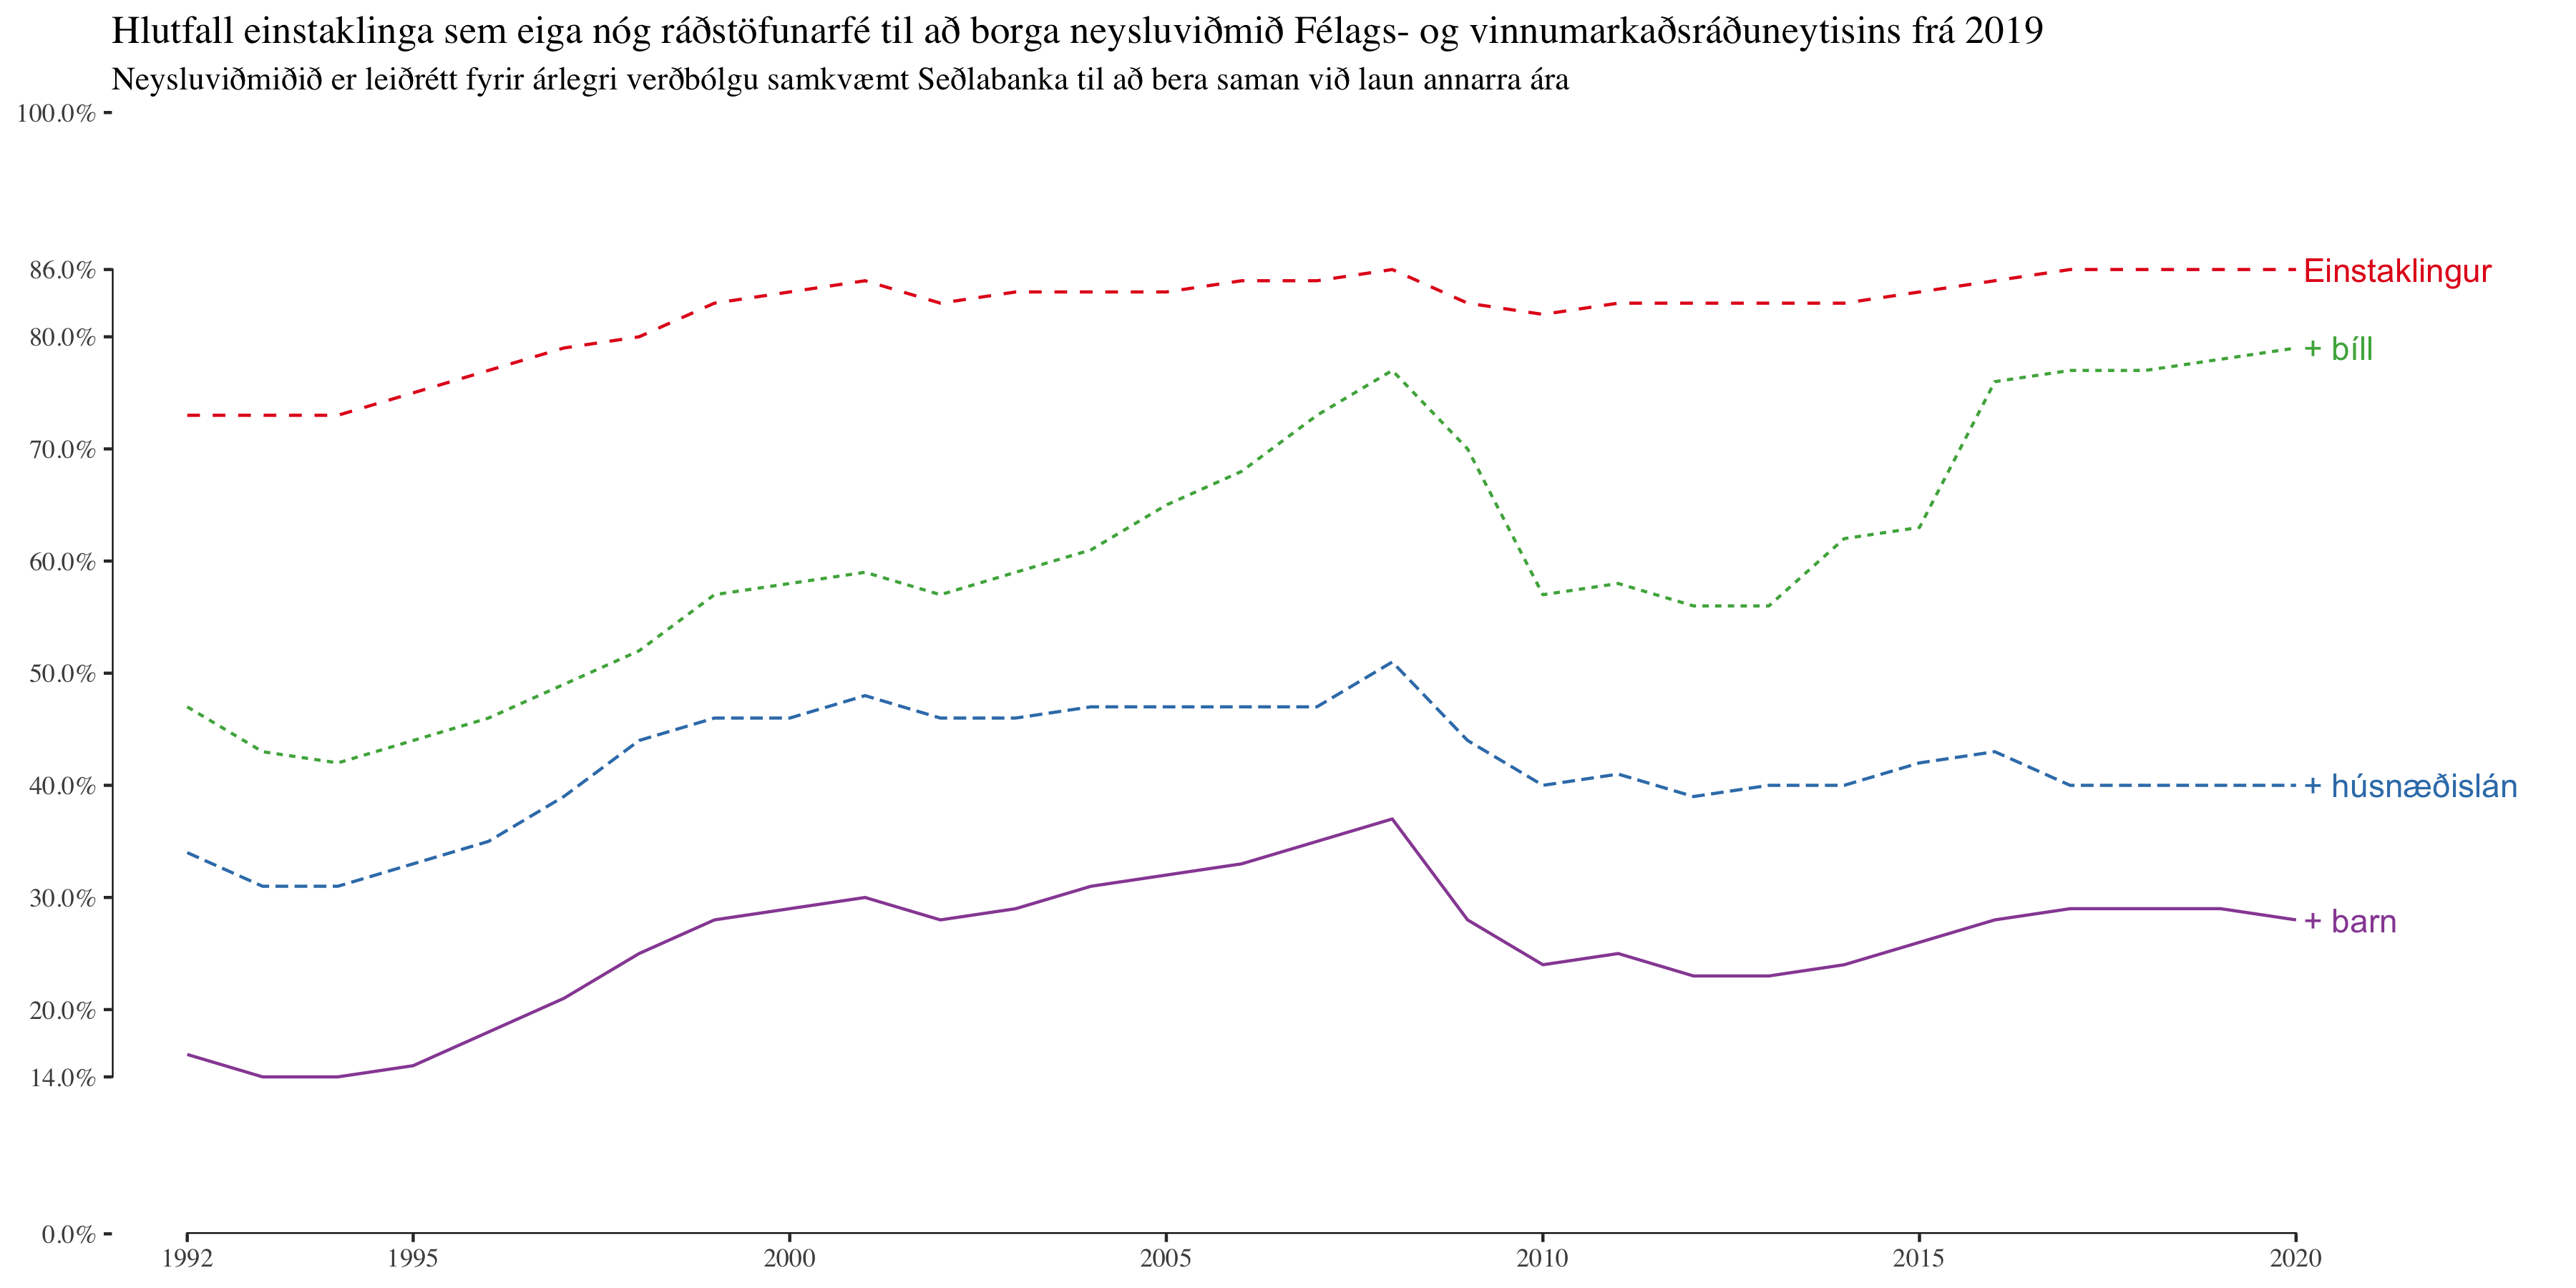 Hlutfall einstaklinga sem eiga nóg ráðstöfunarfé til að borga neysluviðmið Félags- og vinnumarkaðsráðuneytisins frá 2019
Neysluviðmiðið er leiðrétt fyrir árlegri verðbólgu samkvæmt Seðlabanka til að bera saman við laun annarra ára
100.0%
86.0%
Einstaklingur
80.0%
+ bíll
70.0%
60.0%
50.0%
40.0%
+ húsnæðislán
30.0%
+ barn
20.0%
14.0%
0.0%
1992 1995 2000 2005 2010 2015 2020